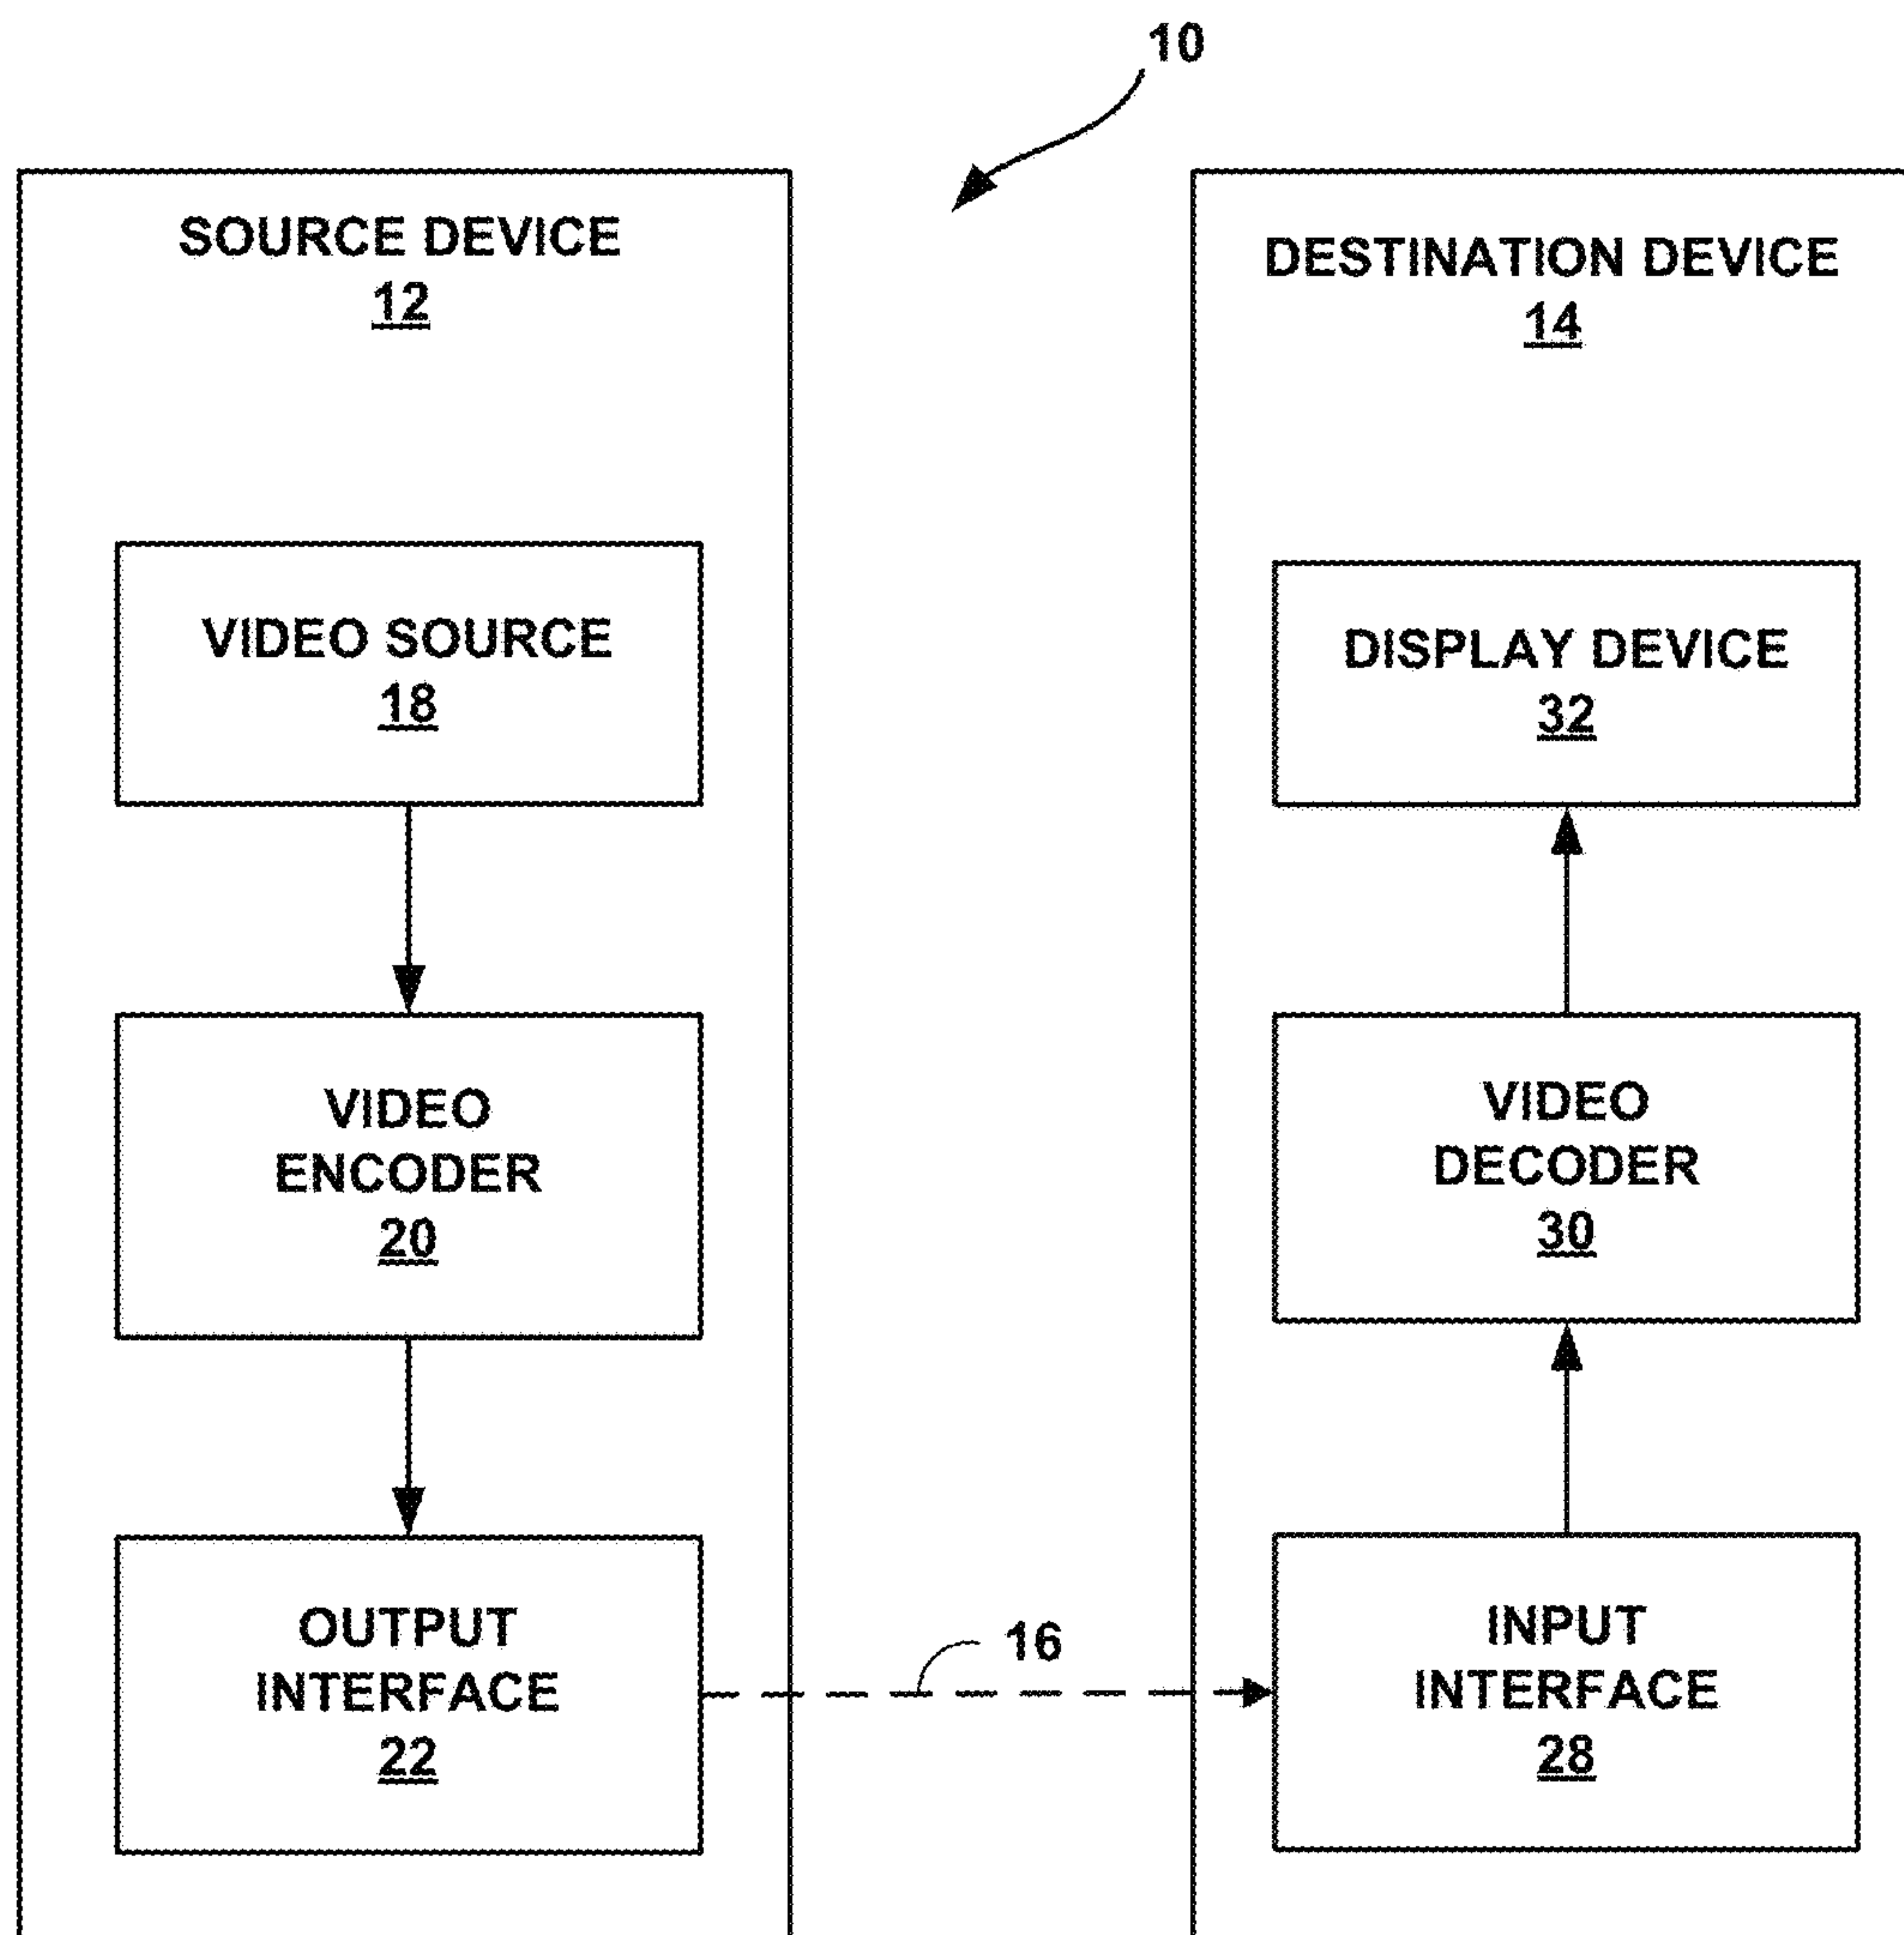 10
SOURCE DEVICE
12
VIDEO SOURCE
18
VIDEO
ENCODER
20
OUTPUT
INTERFACE
22
16
DESTINATION DEVICE
14
DISPLAY DEVICE
32
VIDEO
DECODER
30
INPUT
INTERFACE
28